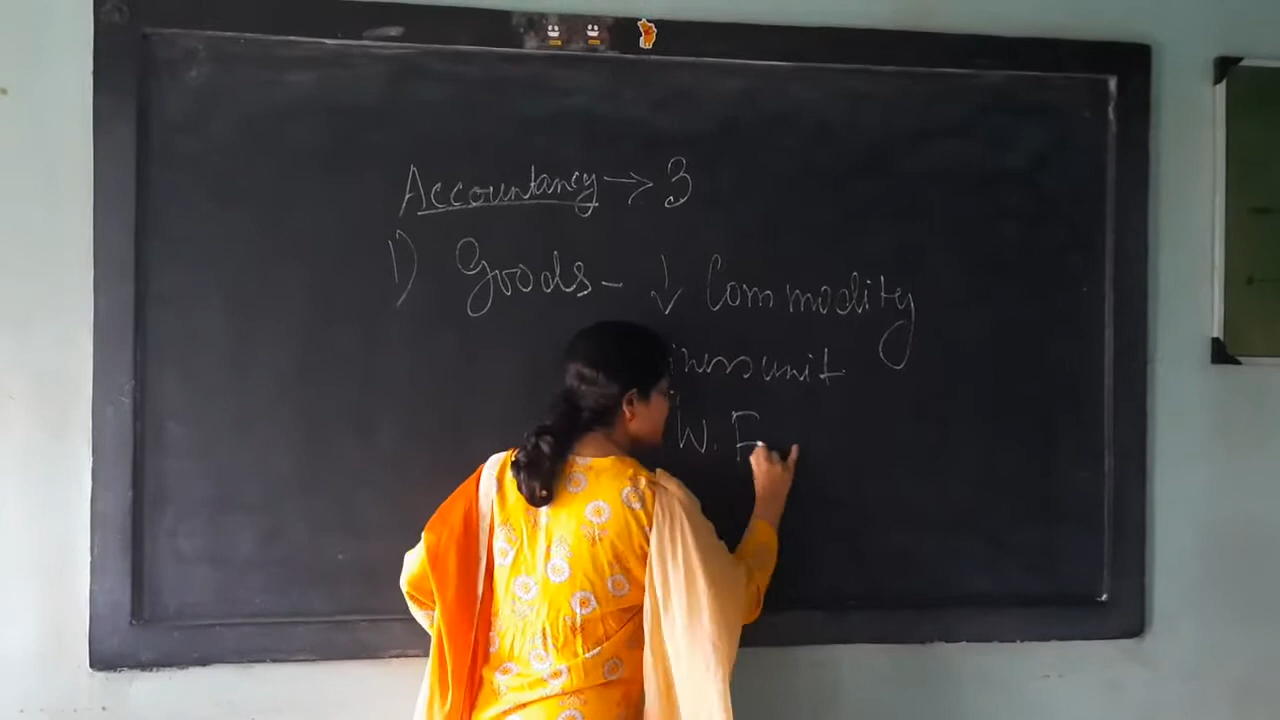 Accountancy → 3
1) Goods - ↓ Commodity
inessunit
W. F